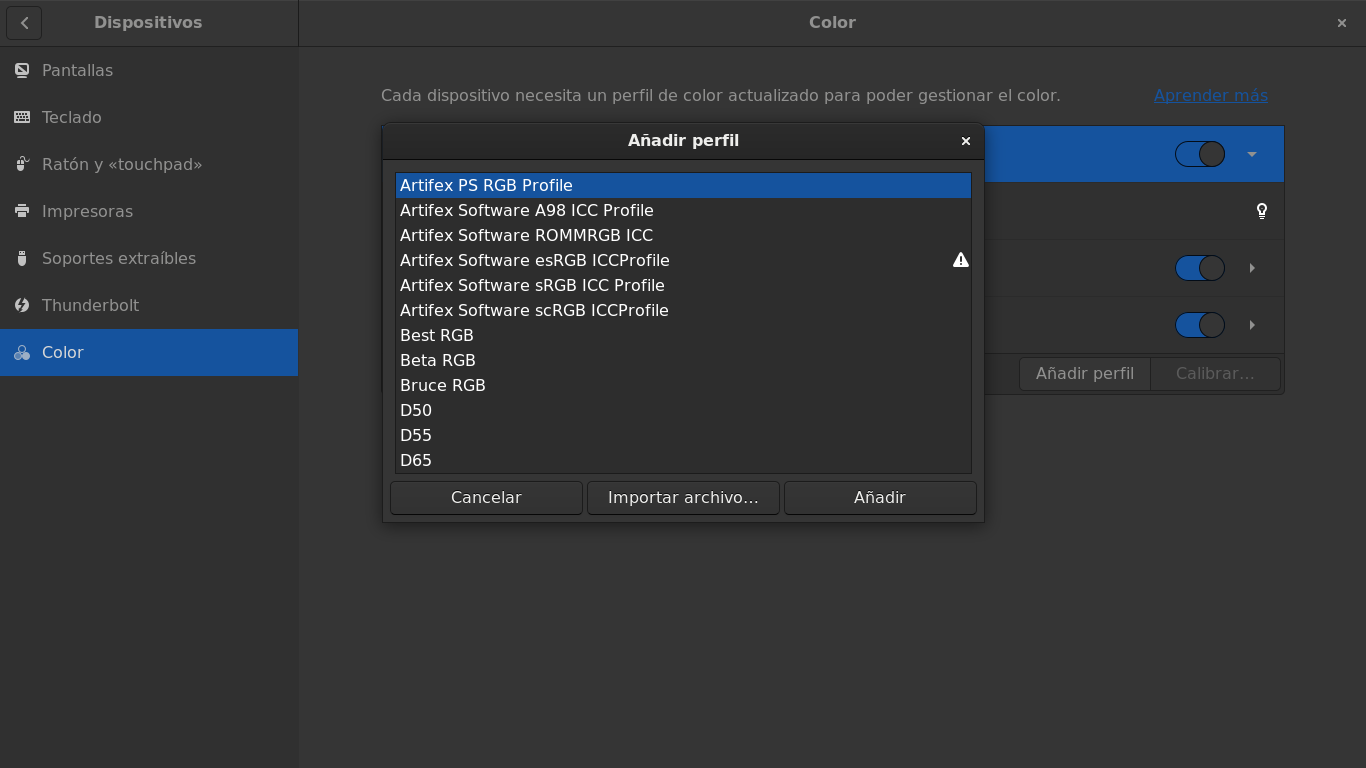 Dispositivos
Color
Pantallas
Teclado
Ratón y «touchpad»
Impresoras
Soportes extraíbles
Thunderbolt
Color
Cada dispositivo necesita un perfil de color actualizado para poder gestionar el color.
Aprender más
Añadir perfil
Artifex PS RGB Profile
Artifex Software A98 ICC Profile
Artifex Software ROMMRGB ICC
Artifex Software esRGB ICCProfile
Artifex Software sRGB ICC Profile
Artifex Software scRGB ICCProfile
Best RGB
Beta RGB
Bruce RGB
D50
D55
D65
Cancelar
Importar archivo…
Añadir
Añadir perfil
Calibrar…